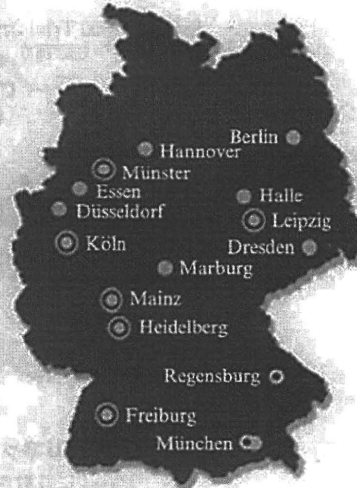 Berlin
Hannover
Münster
Essen
Halle
Düsseldorf
Leipzig
Köln
Dresden
Marburg
Mainz
Heidelberg
Regensburg
Freiburg
München